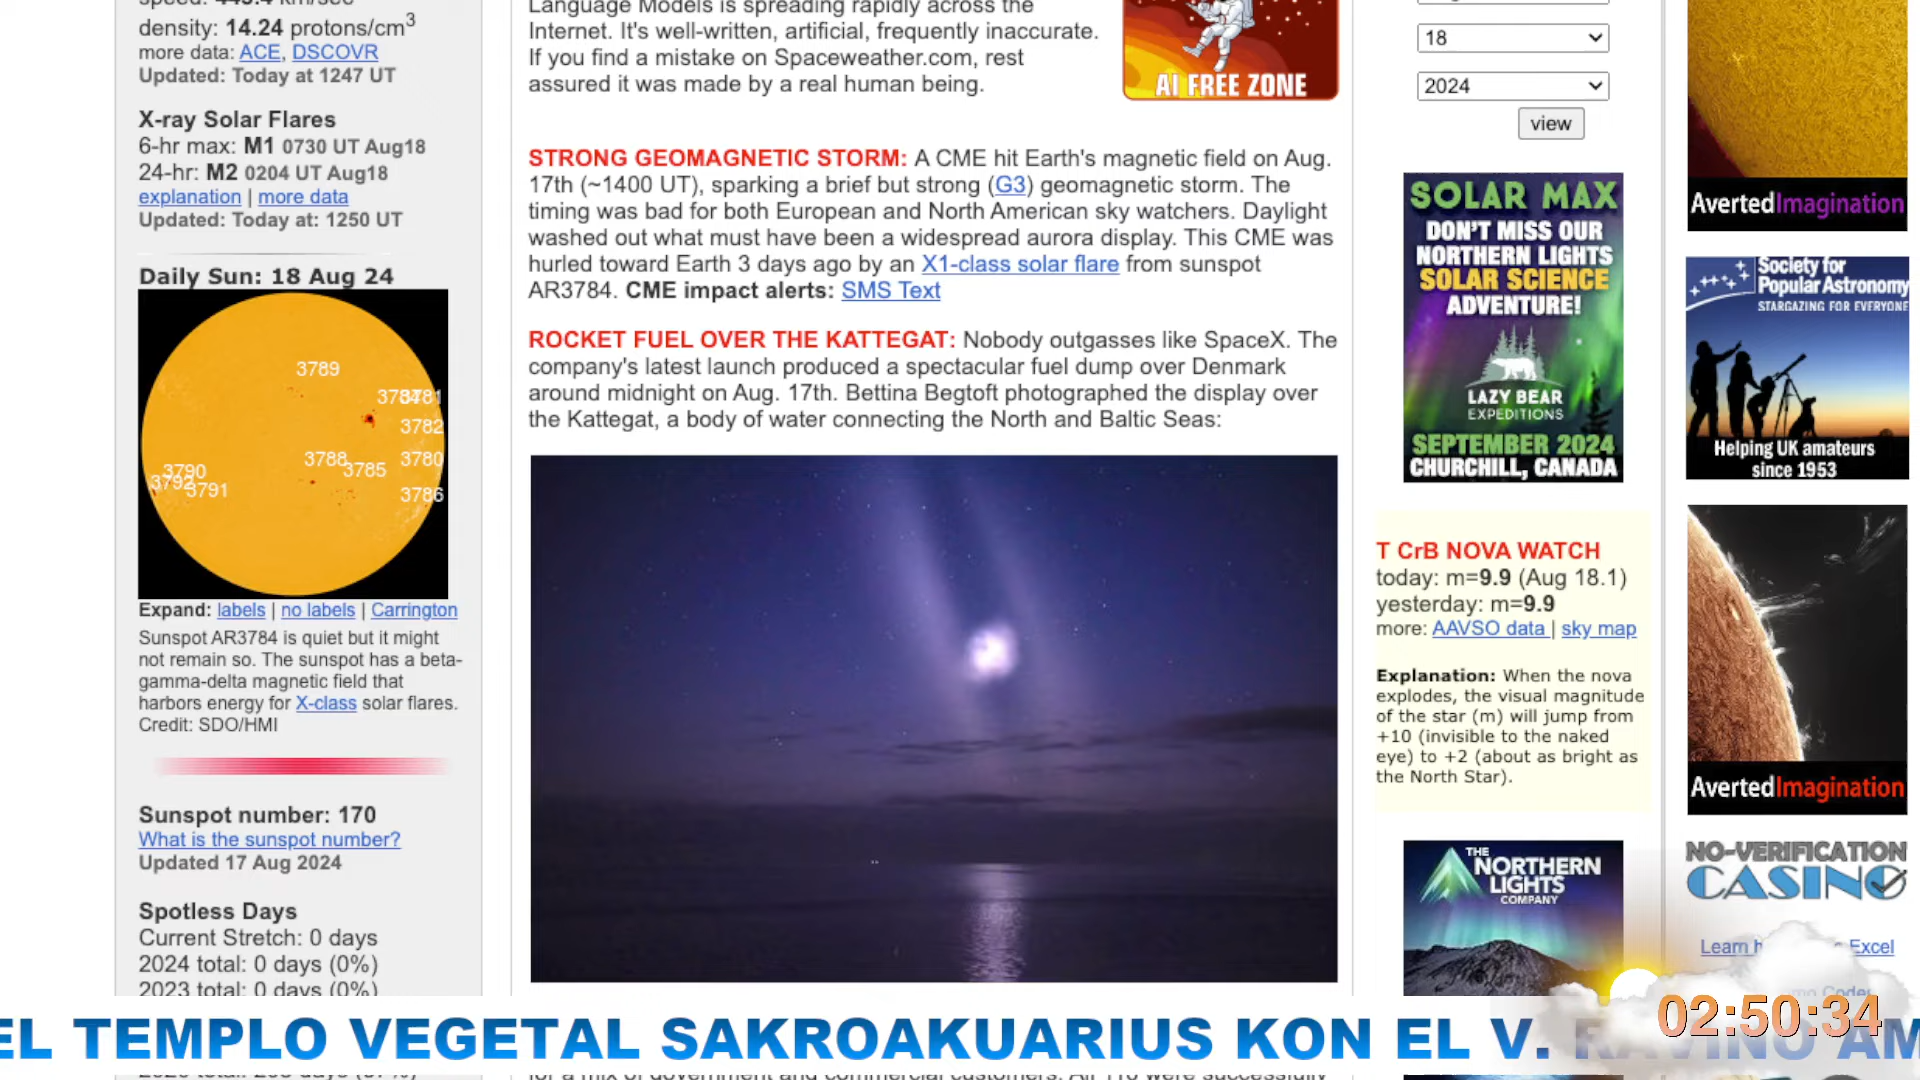 density: 14.24 protons/cm3
more data: ACE, DSCOVR
Updated: Today at 1247 UT
X-ray Solar Flares
6-hr max: M1 0730 UT Aug18
24-hr: M2 0204 UT Aug18
explanation | more data
Updated: Today at: 1250 UT
Daily Sun: 18 Aug 24
3789
3782
3788
3785
3780
3790
3791
3786
Expand: labels | no labels | Carrington
Sunspot AR3784 is quiet but it might
not remain so. The sunspot has a beta-
gamma-delta magnetic field that
harbors energy for X-class solar flares.
Credit: SDO/HMI
Sunspot number: 170
What is the sunspot number?
Updated 17 Aug 2024
Spotless Days
Current Stretch: 0 days
2024 total: 0 days (0%)
2023 total: 0 days (0%)
Language Models is spreading rapidly across the
Internet. It's well-written, artificial, frequently inaccurate.
If you find a mistake on Spaceweather.com, rest
assured it was made by a real human being.
AI FREE ZONE
STRONG GEOMAGNETIC STORM: A CME hit Earth's magnetic field on Aug.
17th (~1400 UT), sparking a brief but strong (G3) geomagnetic storm. The
timing was bad for both European and North American sky watchers. Daylight
washed out what must have been a widespread aurora display. This CME was
hurled toward Earth 3 days ago by an X1-class solar flare from sunspot
AR3784. CME impact alerts: SMS Text
ROCKET FUEL OVER THE KATTEGAT: Nobody outgasses like SpaceX. The
company's latest launch produced a spectacular fuel dump over Denmark
around midnight on Aug. 17th. Bettina Begtoft photographed the display over
the Kattegat, a body of water connecting the North and Baltic Seas:
18
2024
view
SOLAR MAX
DON'T MISS OUR
NORTHERN LIGHTS
SOLAR SCIENCE
ADVENTURE!
LAZY BEAR
EXPEDITIONS
SEPTEMBER 2024
CHURCHILL, CANADA
T CrB NOVA WATCH
today: m=9.9 (Aug 18.1)
yesterday: m=9.9
more: AAVSO data | sky map
Explanation: When the nova
explodes, the visual magnitude
of the star (m) will jump from
+10 (invisible to the naked
eye) to +2 (about as bright as
the North Star).
THE
NORTHERN
LIGHTS
COMPANY
AvertedImagination
Society for
Popular Astronomy
STARGAZING FOR EVERYONE
Helping UK amateurs
since 1953
AvertedImagination
NO-VERIFICATION
CASINO
Learn Excel
02:50:34
EL TEMPLO VEGETAL SAKROAKUARIUS KON EL V. RAVINO AM